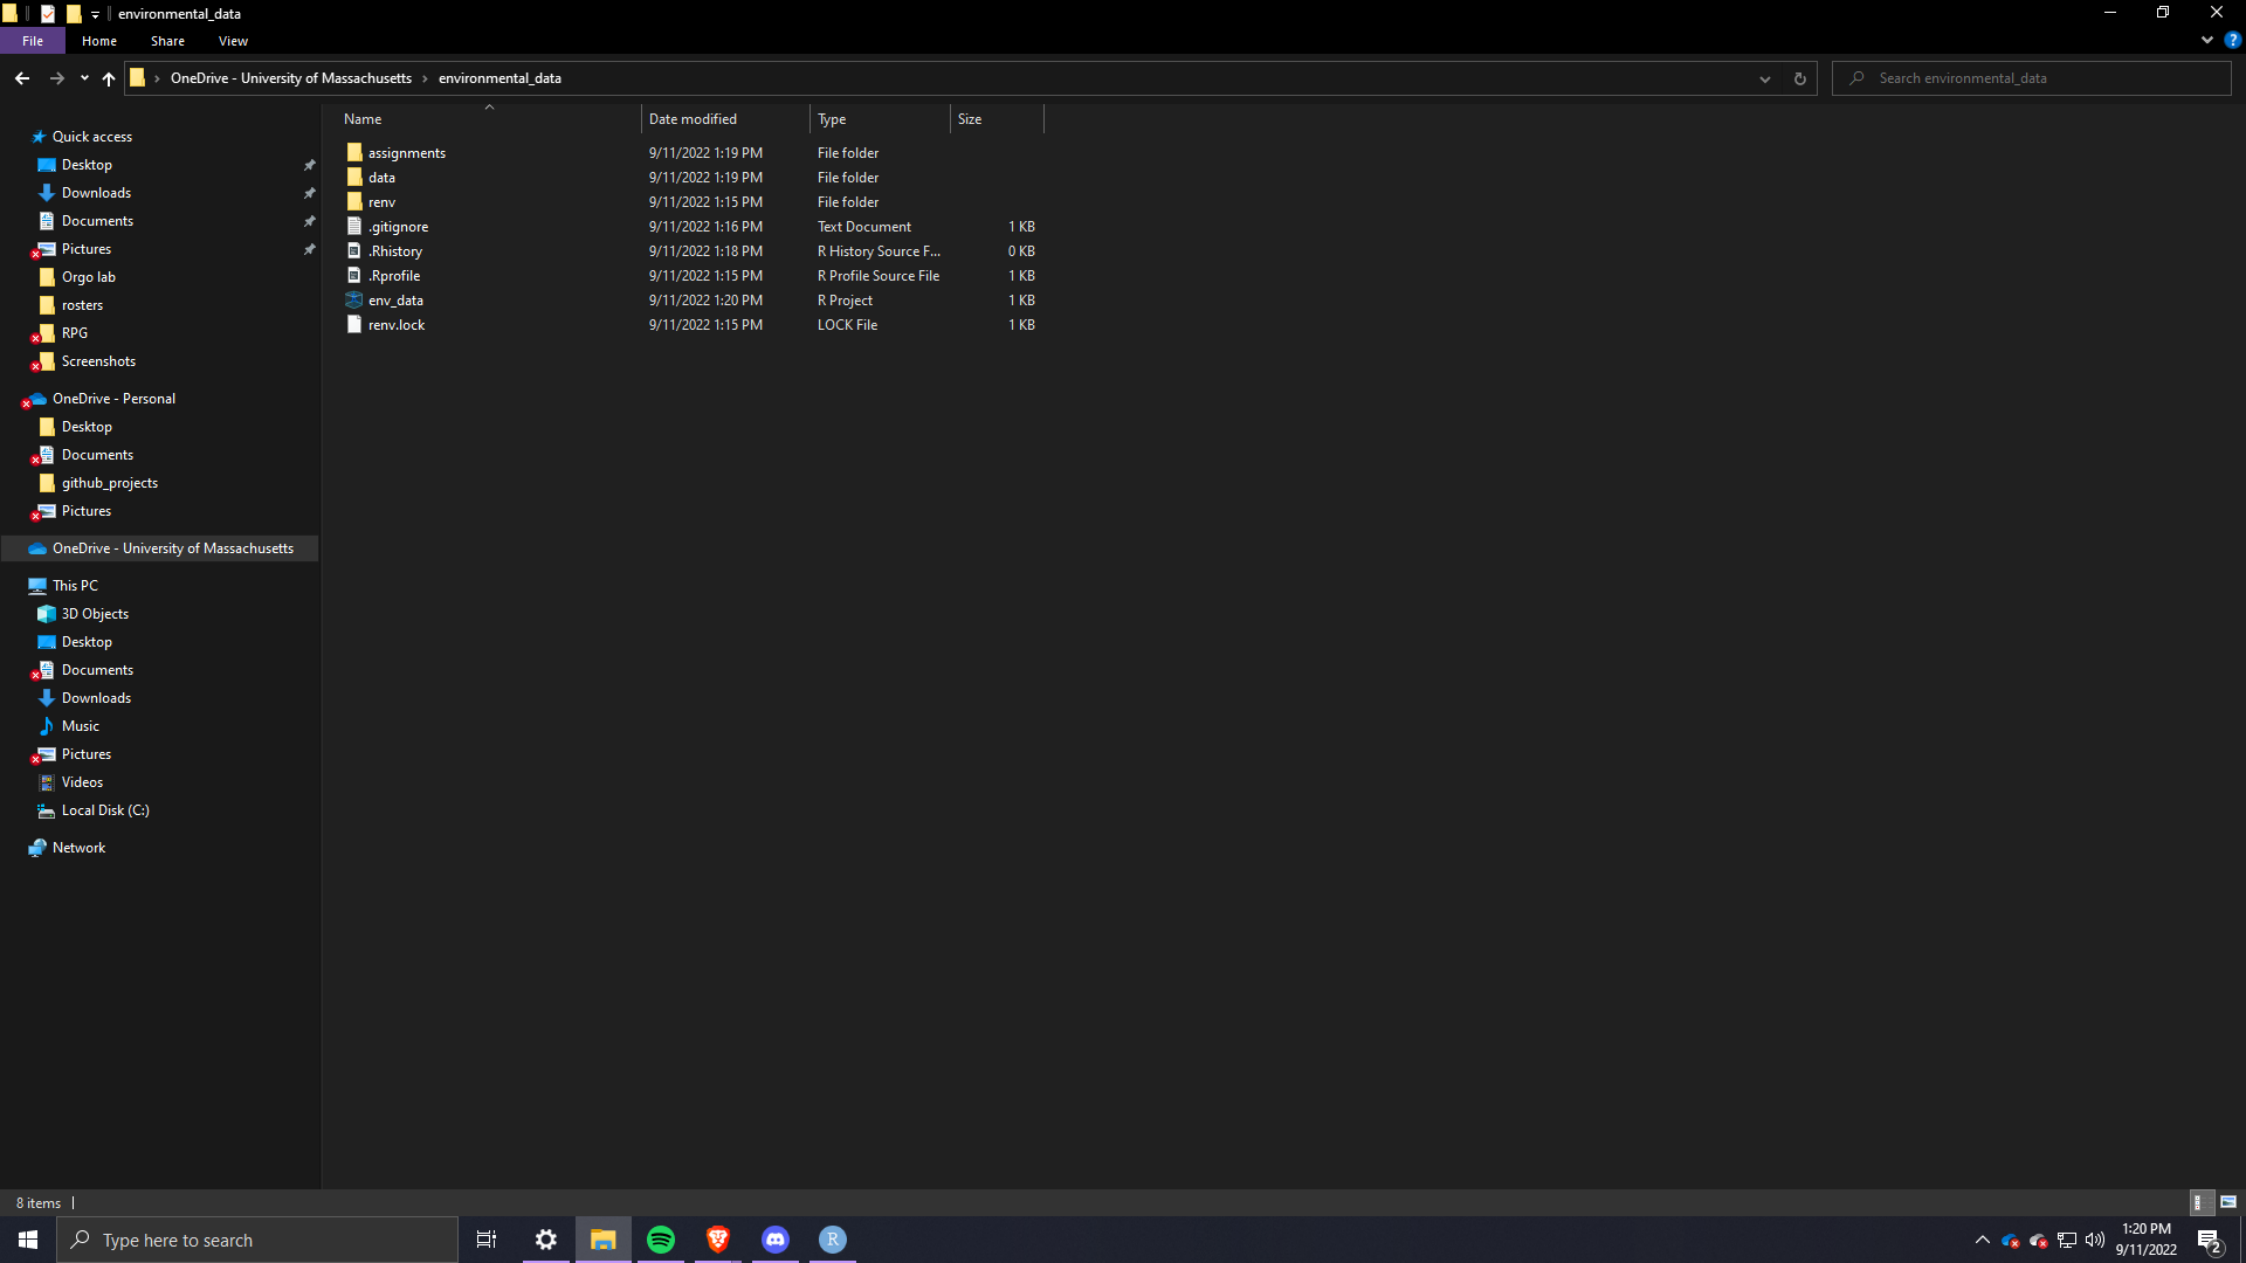 environmental_data
File Home Share View
OneDrive - University of Massachusetts environmental_data
Search environmental_data
Quick access
Desktop
Downloads
Documents
Pictures
Orgo lab
rosters
RPG
Screenshots
OneDrive - Personal
Desktop
Documents
github_projects
Pictures
OneDrive - University of Massachusetts
This PC
3D Objects
Desktop
Documents
Downloads
Music
Pictures
Videos
Local Disk (C:)
Network
Name Date modified Type Size
assignments 9/11/2022 1:19 PM File folder
data 9/11/2022 1:19 PM File folder
renv 9/11/2022 1:15 PM File folder
.gitignore 9/11/2022 1:16 PM Text Document 1 KB
.Rhistory 9/11/2022 1:18 PM R History Source F... 0 KB
.Rprofile 9/11/2022 1:15 PM R Profile Source File 1 KB
env_data 9/11/2022 1:20 PM R Project 1 KB
renv.lock 9/11/2022 1:15 PM LOCK File 1 KB
8 items
Type here to search
R
1:20 PM
9/11/2022
2